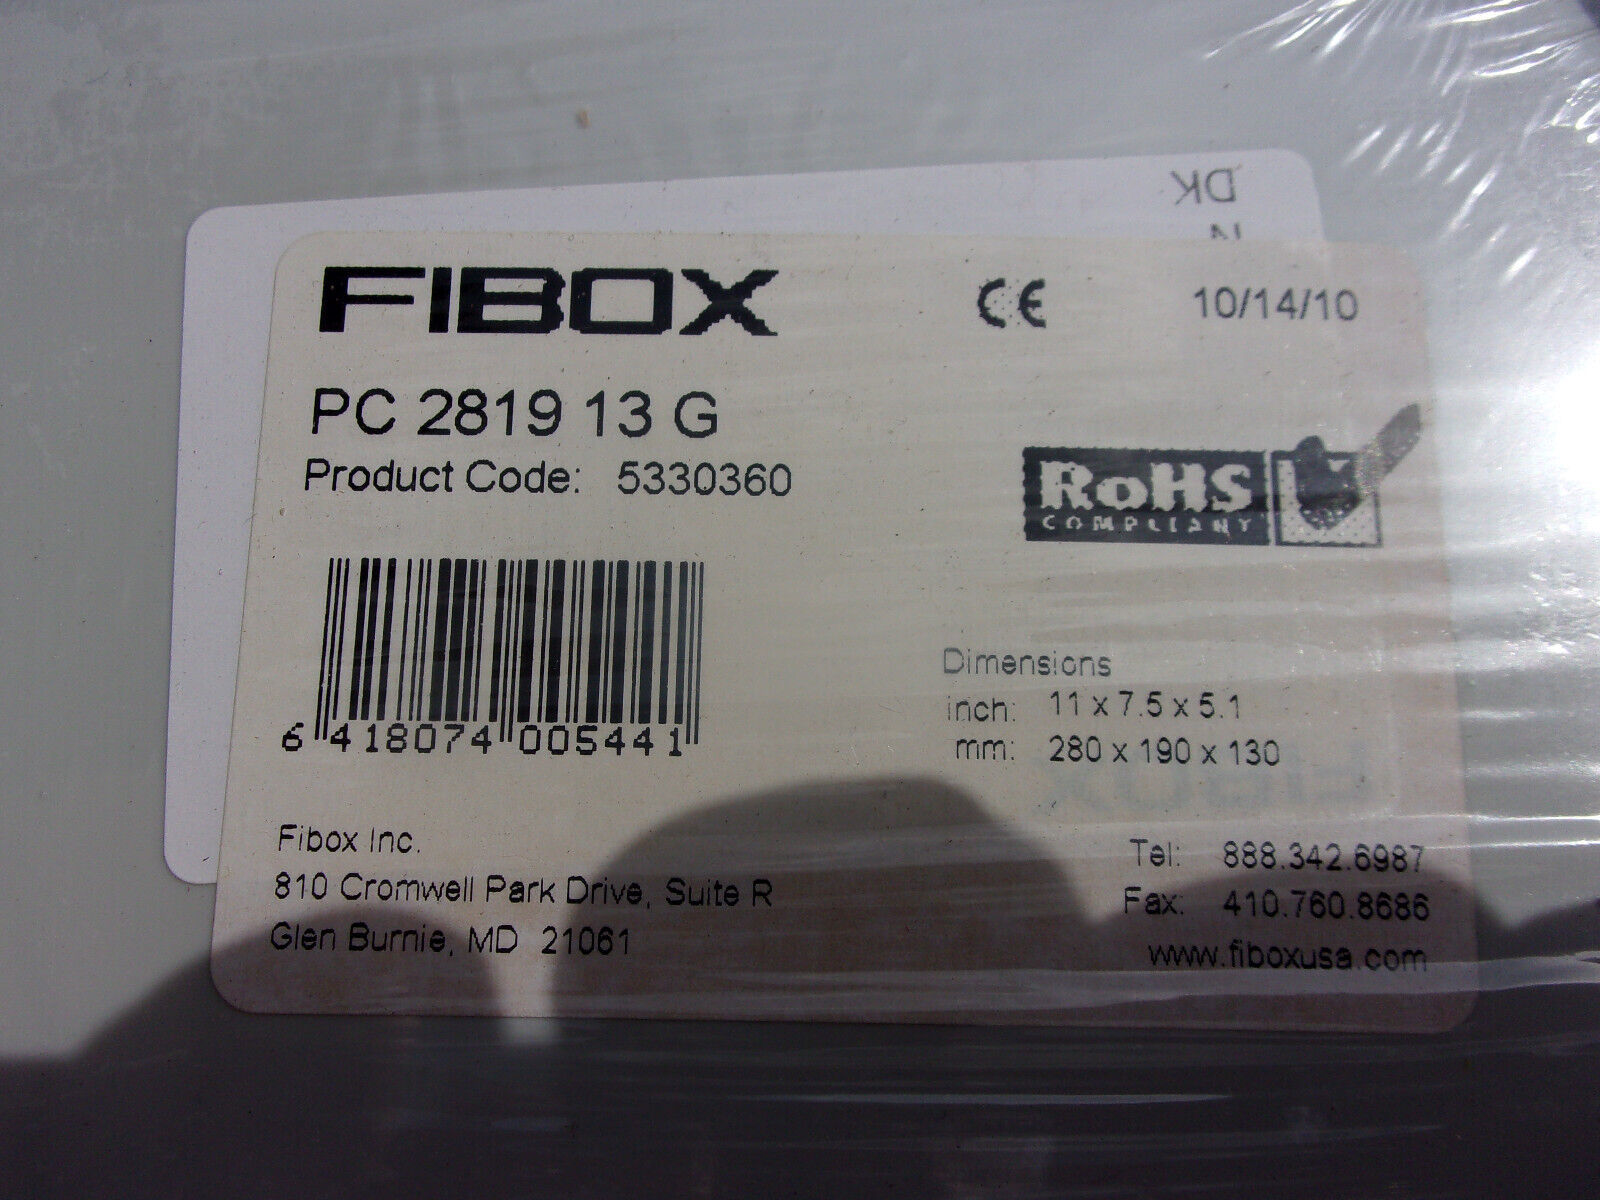 DK
FIBOX
CE
10/14/10
PC 2819 13 G
Product Code: 5330360
RoHS
COMPLIANT
6 418074 005441
Dimensions
inch: 11 x 7.5 x 5.1
mm: 280 x 190 x 130
FIBOX
Fibox Inc.
810 Cromwell Park Drive, Suite R
Glen Burnie, MD 21061
Tel: 888.342.6987
Fax: 410.760.8686
www.fiboxusa.com